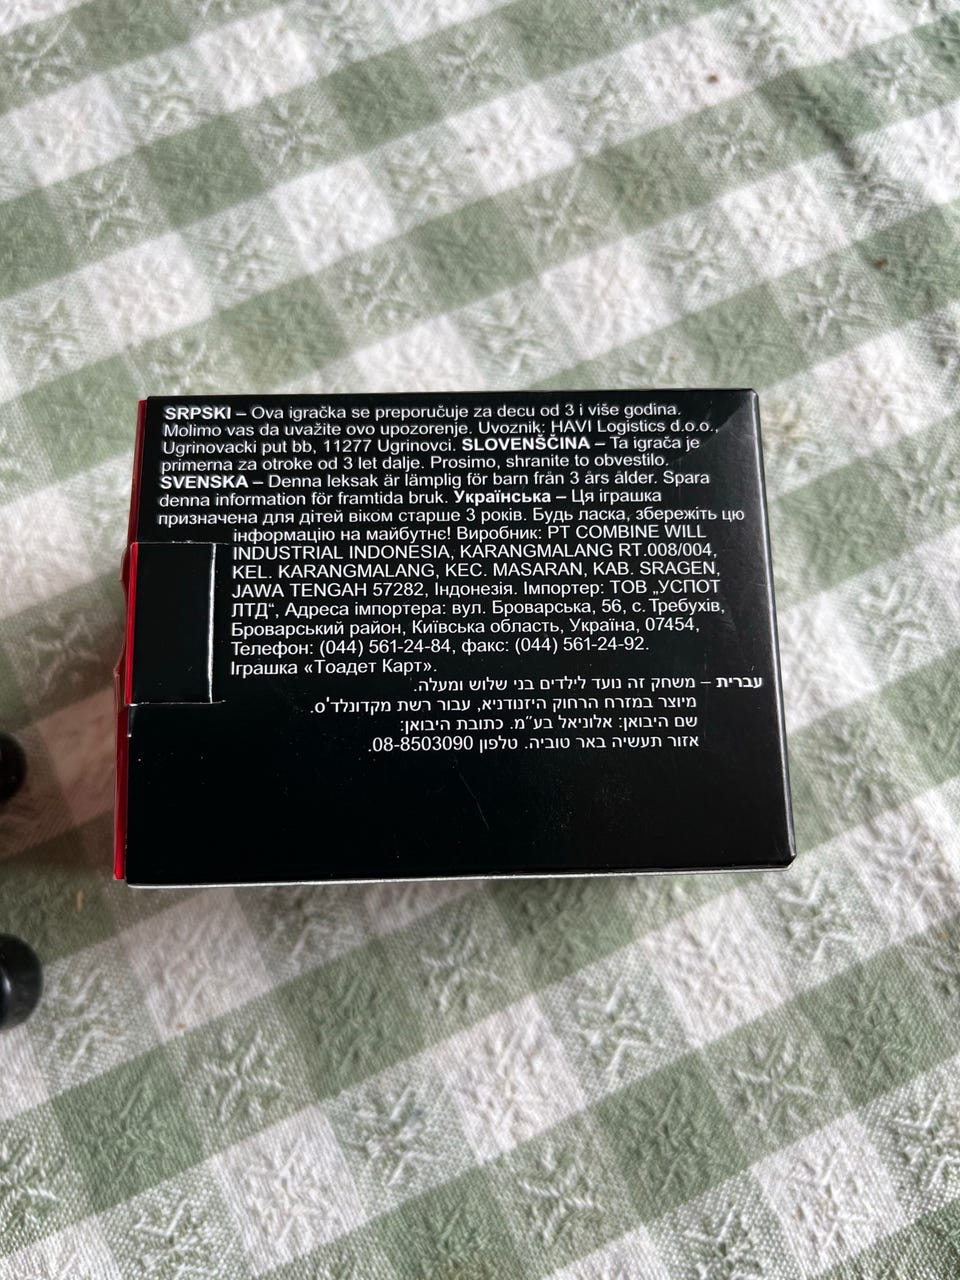 SRPSKI – Ova igračka se preporučuje za decu od 3 i više godina.
Molimo vas da uvažite ovo upozorenje. Uvoznik: HAVI Logistics d.o.o.,
Ugrinovacki put bb, 11277 Ugrinovci. SLOVENŠČINA – Ta igrača je
primerna za otroke od 3 let dalje. Prosimo, shranite to obvestilo.
SVENSKA – Denna leksak är lämplig för barn från 3 års ålder. Spara
denna information för framtida bruk. Українська – Ця іграшка
призначена для дітей віком старше 3 років. Будь ласка, збережіть цю
інформацію на майбутнє! Виробник: PT COMBINE WILL
INDUSTRIAL INDONESIA, KARANGMALANG RT.008/004,
KEL. KARANGMALANG, KEC. MASARAN, KAB. SRAGEN,
JAWA TENGAH 57282, Індонезія. Імпортер: ТОВ „УСПОТ
ЛТД“, Адреса імпортера: вул. Броварська, 56, с. Требухів,
Броварський район, Київська область, Україна, 07454,
Телефон: (044) 561-24-84, факс: (044) 561-24-92.
Іграшка «Тоадет Карт».
עברית – משחק זה נועד לילדים בני שלוש ומעלה.
מיוצר במזרח הרחוק היזנודניא, עבור רשת מקדונלד'ס.
שם היבואן: אלוניאל בע״מ. כתובת היבואן:
אזור תעשיה באר טוביה. טלפון 08-8503090.